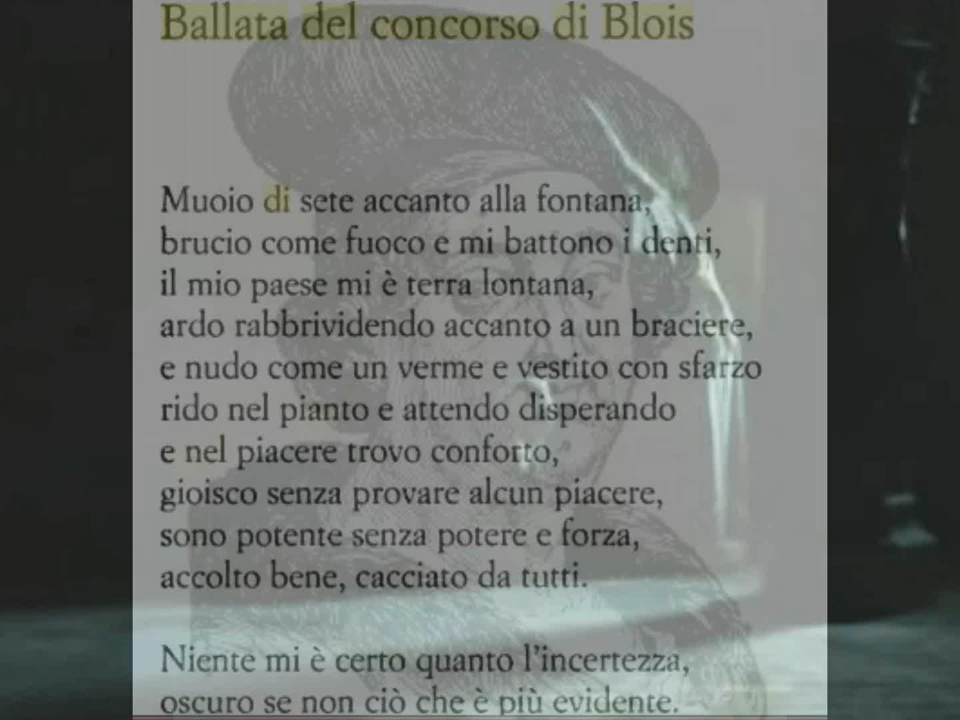 Ballata del concorso di Blois
Muoio di sete accanto alla fontana,
brucio come fuoco e mi battono i denti,
il mio paese mi è terra lontana,
ardo rabbrividendo accanto a un braciere,
e nudo come un verme e vestito con sfarzo
rido nel pianto e attendo disperando
e nel piacere trovo conforto,
gioisco senza provare alcun piacere,
sono potente senza potere e forza,
accolto bene, cacciato da tutti.
Niente mi è certo quanto l'incertezza,
oscuro se non ciò che è più evidente.